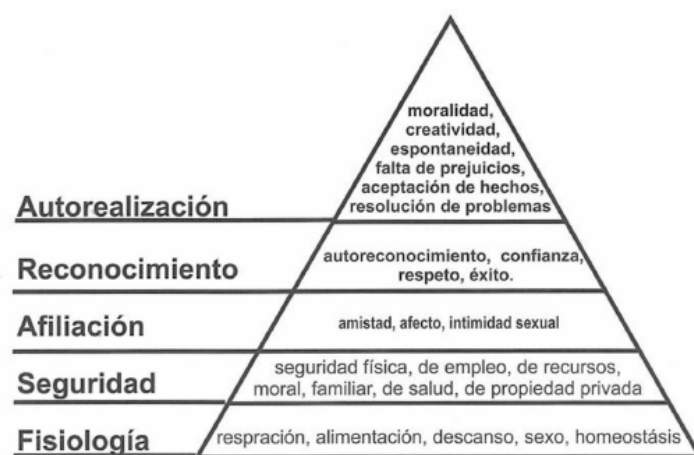 moralidad,
creatividad,
espontaneidad,
falta de prejuicios,
aceptación de hechos,
resolución de problemas
Autorealización
autoreconocimiento, confianza,
respeto, éxito.
Reconocimiento
amistad, afecto, intimidad sexual
Afiliación
seguridad física, de empleo, de recursos,
moral, familiar, de salud, de propiedad privada
Seguridad
respración, alimentación, descanso, sexo, homeostásis
Fisiología